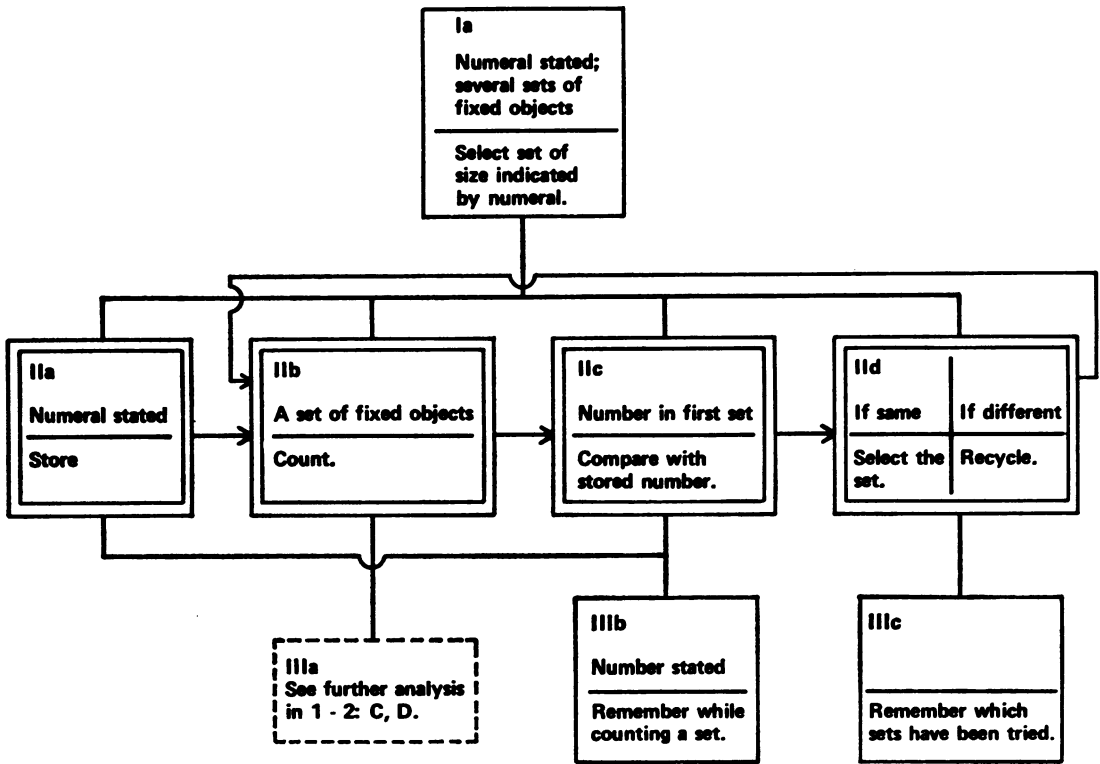 Ia
Numeral stated;
several sets of
fixed objects
Select set of
size indicated
by numeral.
IIa
Numeral stated
Store
IIb
A set of fixed objects
Count.
IIc
Number in first set
Compare with
stored number.
IId
If same
If different
Select the
set.
Recycle.
IIIa
See further analysis
in 1 - 2: C, D.
IIIb
Number stated
Remember while
counting a set.
IIIc
Remember which
sets have been tried.